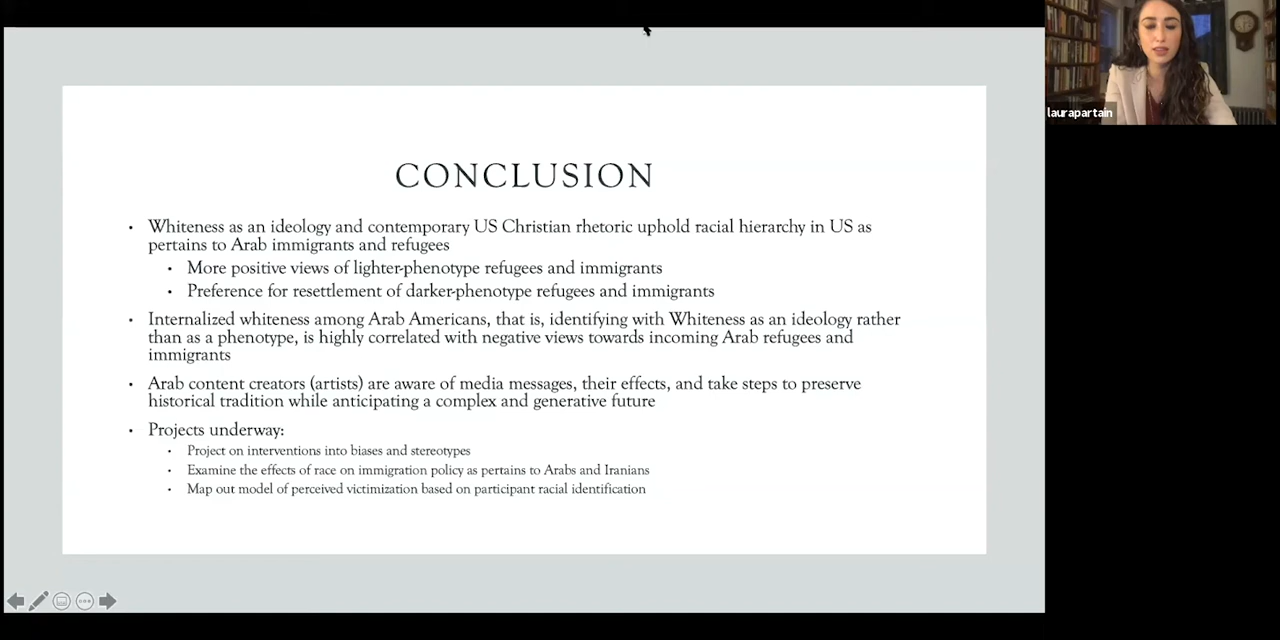 CONCLUSION
• Whiteness as an ideology and contemporary US Christian rhetoric uphold racial hierarchy in US as
pertains to Arab immigrants and refugees
• More positive views of lighter-phenotype refugees and immigrants
• Preference for resettlement of darker-phenotype refugees and immigrants
• Internalized whiteness among Arab Americans, that is, identifying with Whiteness as an ideology rather
than as a phenotype, is highly correlated with negative views towards incoming Arab refugees and
immigrants
• Arab content creators (artists) are aware of media messages, their effects, and take steps to preserve
historical tradition while anticipating a complex and generative future
• Projects underway:
• Project on interventions into biases and stereotypes
• Examine the effects of race on immigration policy as pertains to Arabs and Iranians
• Map out model of perceived victimization based on participant racial identification
laurapartain